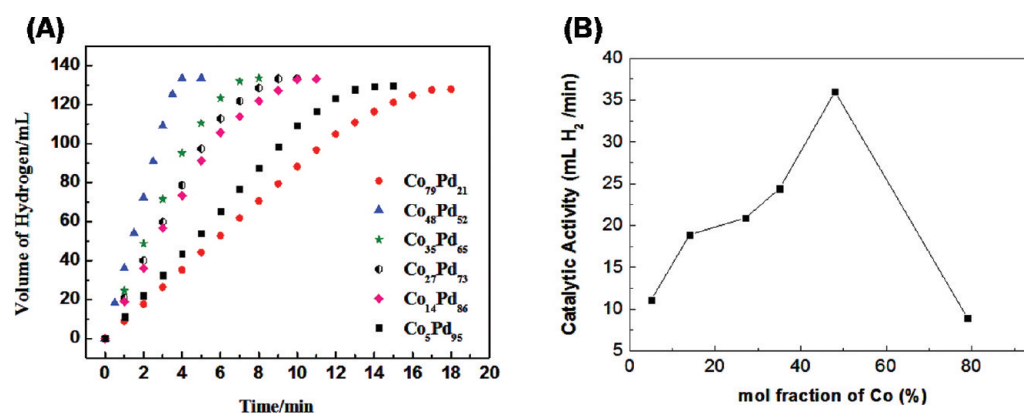 (A)
Volume of Hydrogen/mL
140
120
100
80
60
40
20
0
Co79Pd21
Co48Pd52
Co35Pd65
Co27Pd73
Co14Pd86
Co5Pd95
0 2 4 6 8 10 12 14 16 18 20
Time/min
(B)
Catalytic Activity (mL H2 /min)
40
35
30
25
20
15
10
5
0 20 40 60 80
mol fraction of Co (%)